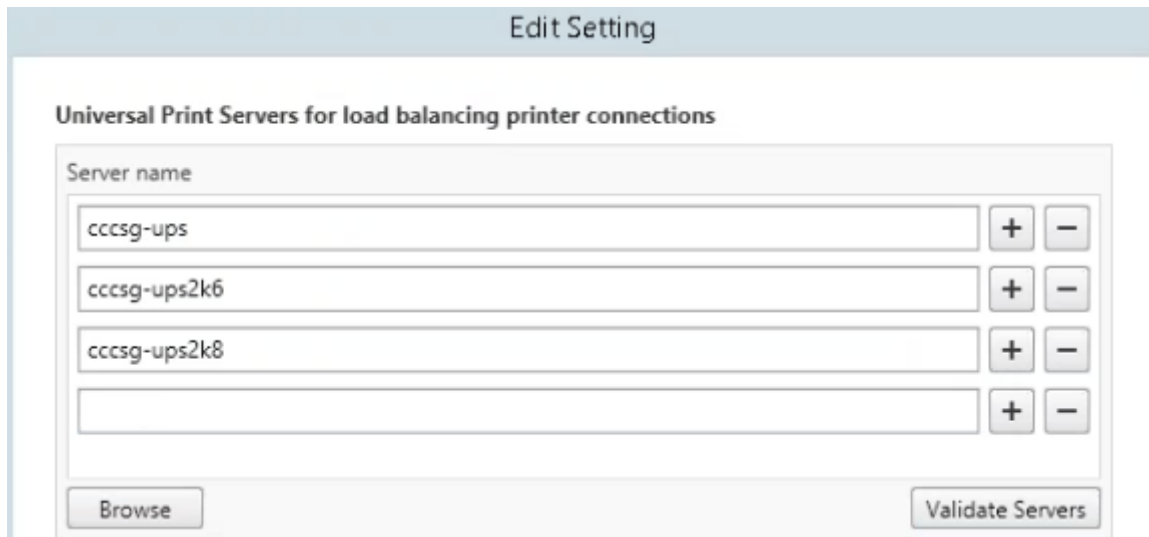 Edit Setting
Universal Print Servers for load balancing printer connections
Server name
cccsg-ups + −
cccsg-ups2k6 + −
cccsg-ups2k8 + −
+ −
Browse Validate Servers